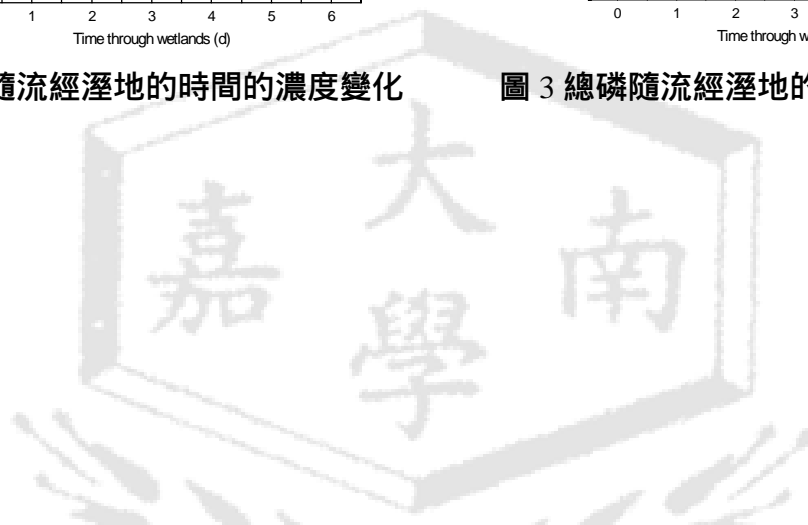 1 2 3 4 5 6
Time through wetlands (d)
0 1 2 3
Time through w
隨流經溼地的時間的濃度變化
圖 3 總磷隨流經溼地的
大
嘉 南
學